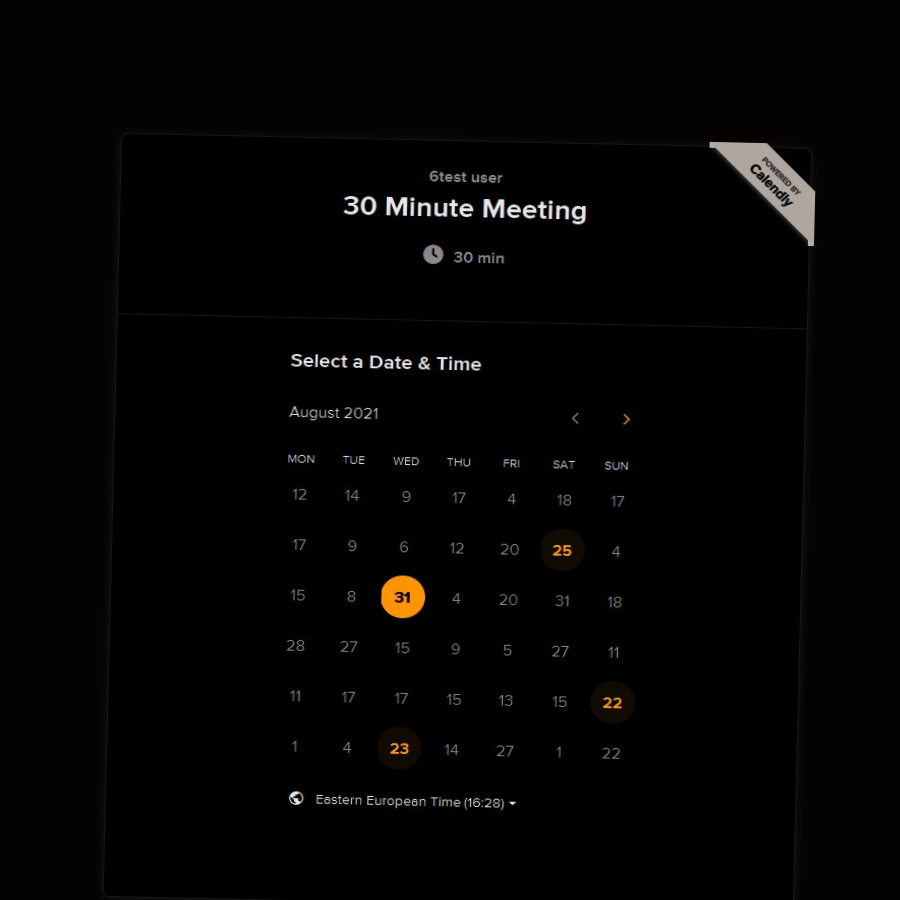 POWERED BY
Calendly
6test user
30 Minute Meeting
30 min
Select a Date & Time
August 2021
MON TUE WED THU FRI SAT SUN
12 14 9 17 4 18 17
17 9 6 12 20 25 4
15 8 31 4 20 31 18
28 27 15 9 5 27 11
11 17 17 15 13 15 22
1 4 23 14 27 1 22
Eastern European Time (16:28)